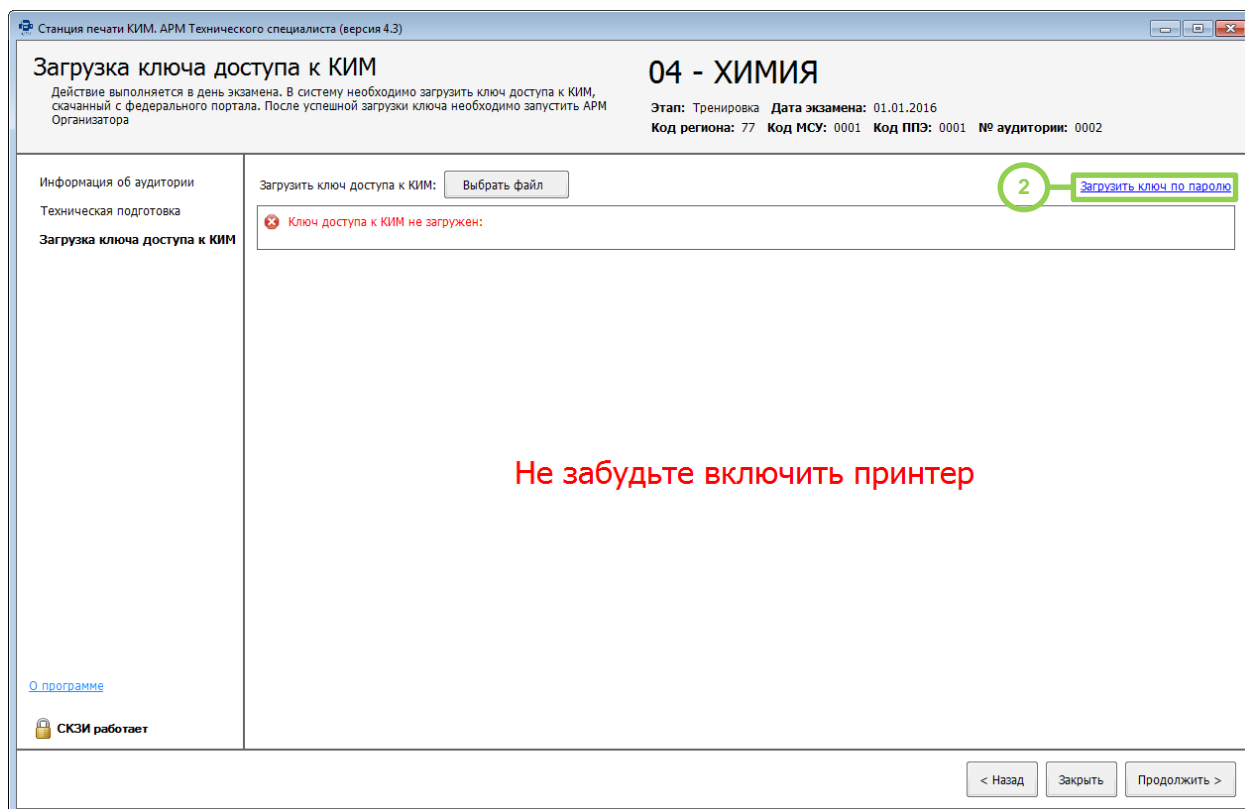 Станция печати КИМ. АРМ Технического специалиста (версия 4.3)
Загрузка ключа доступа к КИМ
Действие выполняется в день экзамена. В систему необходимо загрузить ключ доступа к КИМ,
скачанный с федерального портала. После успешной загрузки ключа необходимо запустить АРМ
Организатора
04 - ХИМИЯ
Этап: Тренировка Дата экзамена: 01.01.2016
Код региона: 77 Код МСУ: 0001 Код ППЭ: 0001 № аудитории: 0002
Информация об аудитории
Техническая подготовка
Загрузка ключа доступа к КИМ
Загрузить ключ доступа к КИМ: Выбрать файл
2 Загрузить ключ по паролю
Ключ доступа к КИМ не загружен:
Не забудьте включить принтер
О программе
СКЗИ работает
< Назад Закрыть Продолжить >